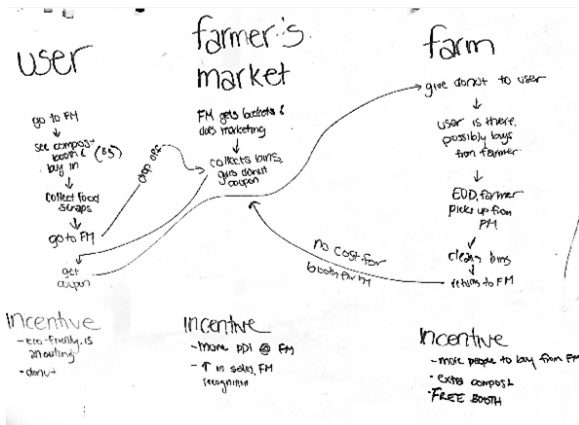 user
go to FM
see compost
booth & ($5)
buy in
collect food
scraps
go to FM
drop off
get
coupon
incentive
- eco-friendly, is
an outing
- donut
farmer's
market
FM gets buckets &
does marketing
collects bins,
gives donut
coupon
no cost for
booth farm
incentive
- more ppl @ FM
- ↑ in sales, FM
recognition
farm
give donut to user
user is there,
possibly buys
from farmer
EOD, farmer
picks up from
FM
cleans bins
returns to FM
incentive
- more people to buy from FM
- extra compost
- FREE BOOTH